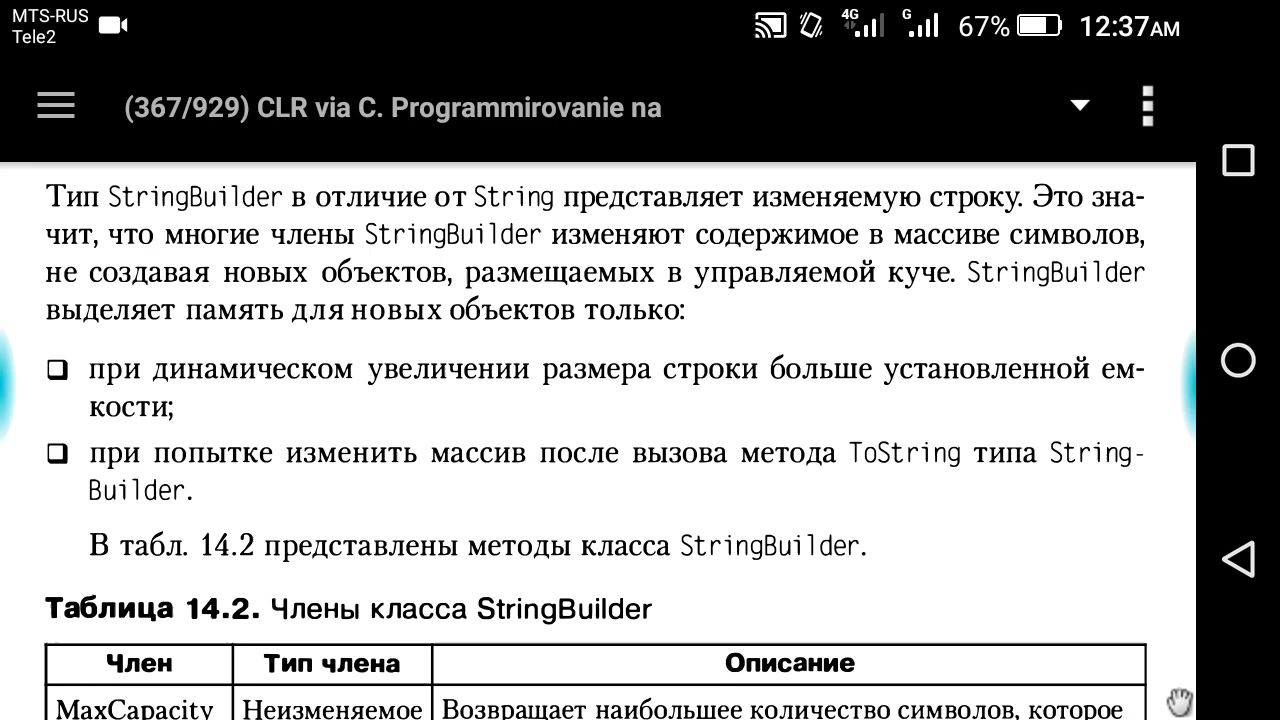 MTS-RUS
Tele2
4G
G
67%
12:37AM
(367/929) CLR via C. Programmirovanie na
Тип StringBuilder в отличие от String представляет изменяемую строку. Это зна-
чит, что многие члены StringBuilder изменяют содержимое в массиве символов,
не создавая новых объектов, размещаемых в управляемой куче. StringBuilder
выделяет память для новых объектов только:
❑ при динамическом увеличении размера строки больше установленной ем-
кости;
❑ при попытке изменить массив после вызова метода ToString типа String-
Builder.
В табл. 14.2 представлены методы класса StringBuilder.
Таблица 14.2. Члены класса StringBuilder
Член Тип члена Описание
MaxCapacity Неизменяемое Возвращает наибольшее количество символов, которое